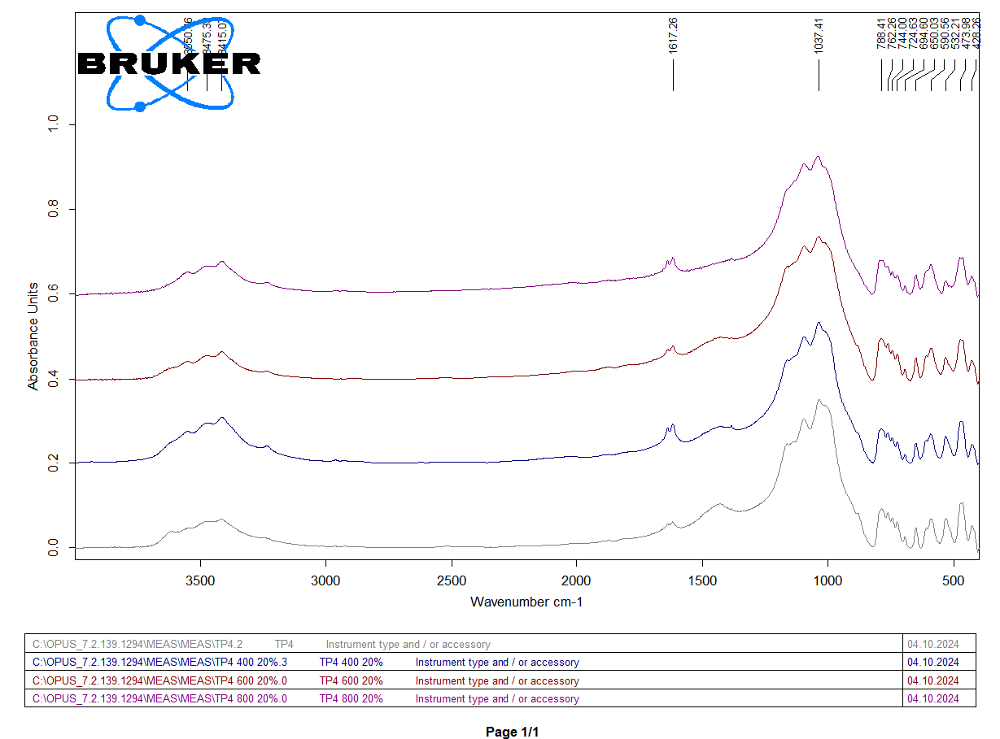 BRUKER
3475.3
3415.0
1617.26
1037.41
788.41
762.26
744.00
724.63
694.60
650.03
590.56
532.21
473.98
428.26
Absorbance Units
1.0
0.8
0.6
0.4
0.2
0.0
3500 3000 2500 2000 1500 1000 500
Wavenumber cm-1
C:\OPUS_7.2.139.1294\MEAS\MEAS\TP4.2 TP4 Instrument type and / or accessory 04.10.2024
C:\OPUS_7.2.139.1294\MEAS\MEAS\TP4 400 20%.3 TP4 400 20% Instrument type and / or accessory 04.10.2024
C:\OPUS_7.2.139.1294\MEAS\MEAS\TP4 600 20%.0 TP4 600 20% Instrument type and / or accessory 04.10.2024
C:\OPUS_7.2.139.1294\MEAS\MEAS\TP4 800 20%.0 TP4 800 20% Instrument type and / or accessory 04.10.2024
Page 1/1